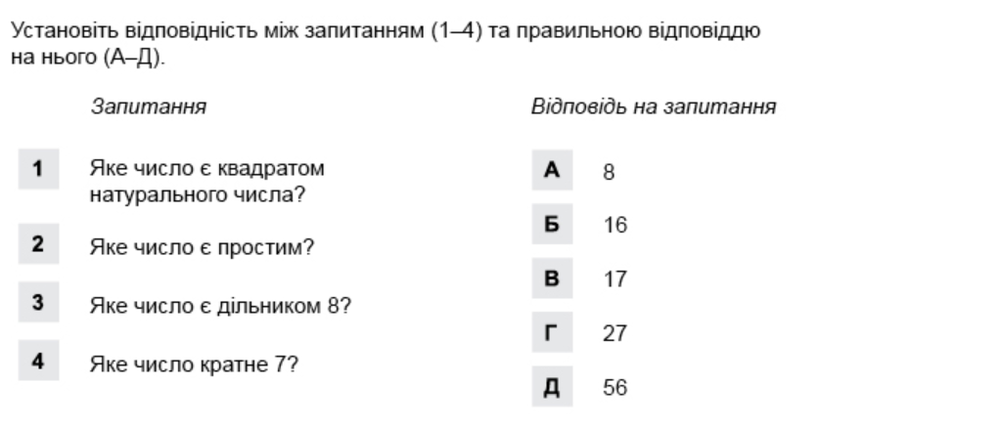 Установіть відповідність між запитанням (1–4) та правильною відповіддю
на нього (А–Д).
Запитання
1 Яке число є квадратом
натурального числа?
2 Яке число є простим?
3 Яке число є дільником 8?
4 Яке число кратне 7?
Відповідь на запитання
А 8
Б 16
В 17
Г 27
Д 56